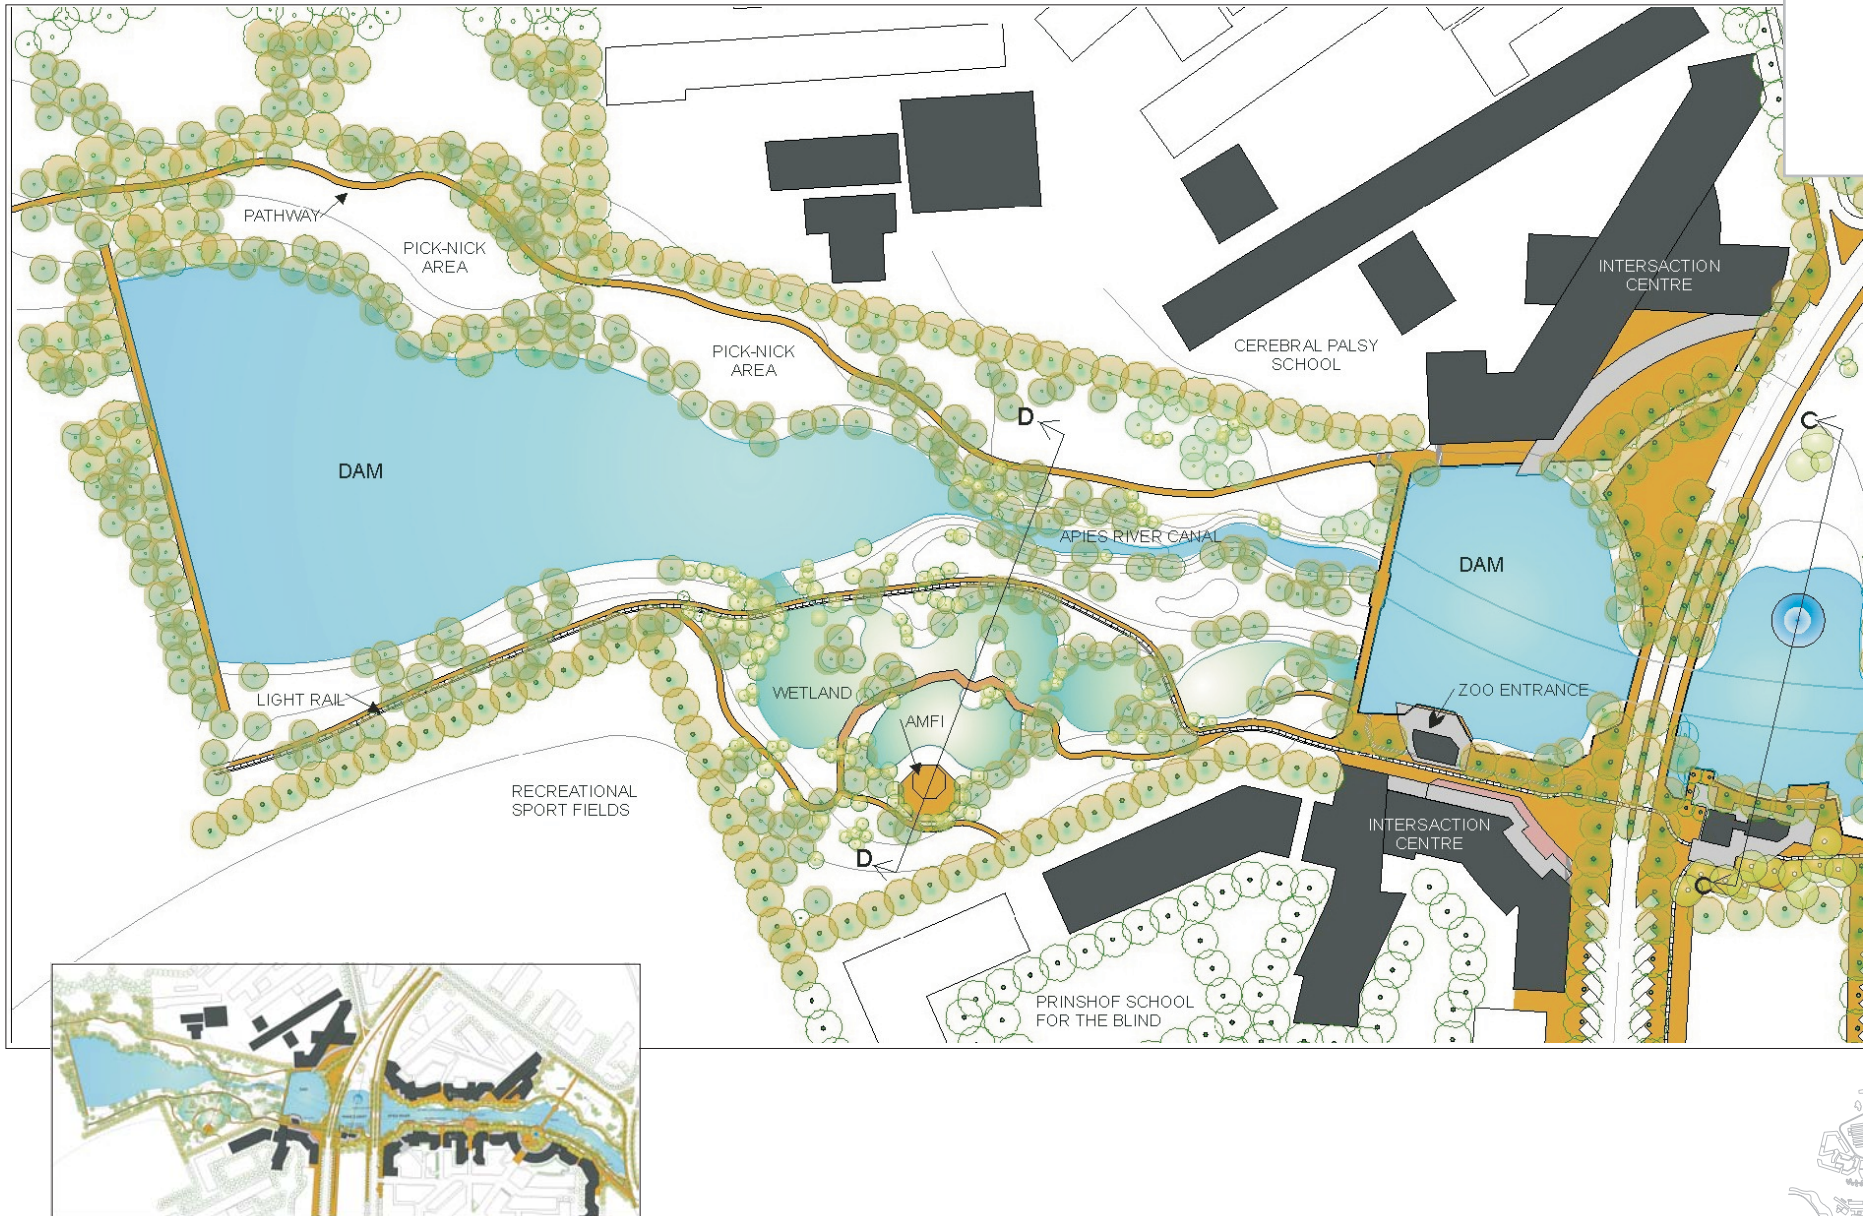 PATHWAY
PICK-NICK
AREA
INTERSACTION
CENTRE
PICK-NICK
AREA
CEREBRAL PALSY
SCHOOL
D
C
DAM
APIES RIVER CANAL
DAM
WETLAND
ZOO ENTRANCE
LIGHT RAIL
AMFI
RECREATIONAL
SPORT FIELDS
INTERSACTION
CENTRE
D
C
PRINSHOF SCHOOL
FOR THE BLIND